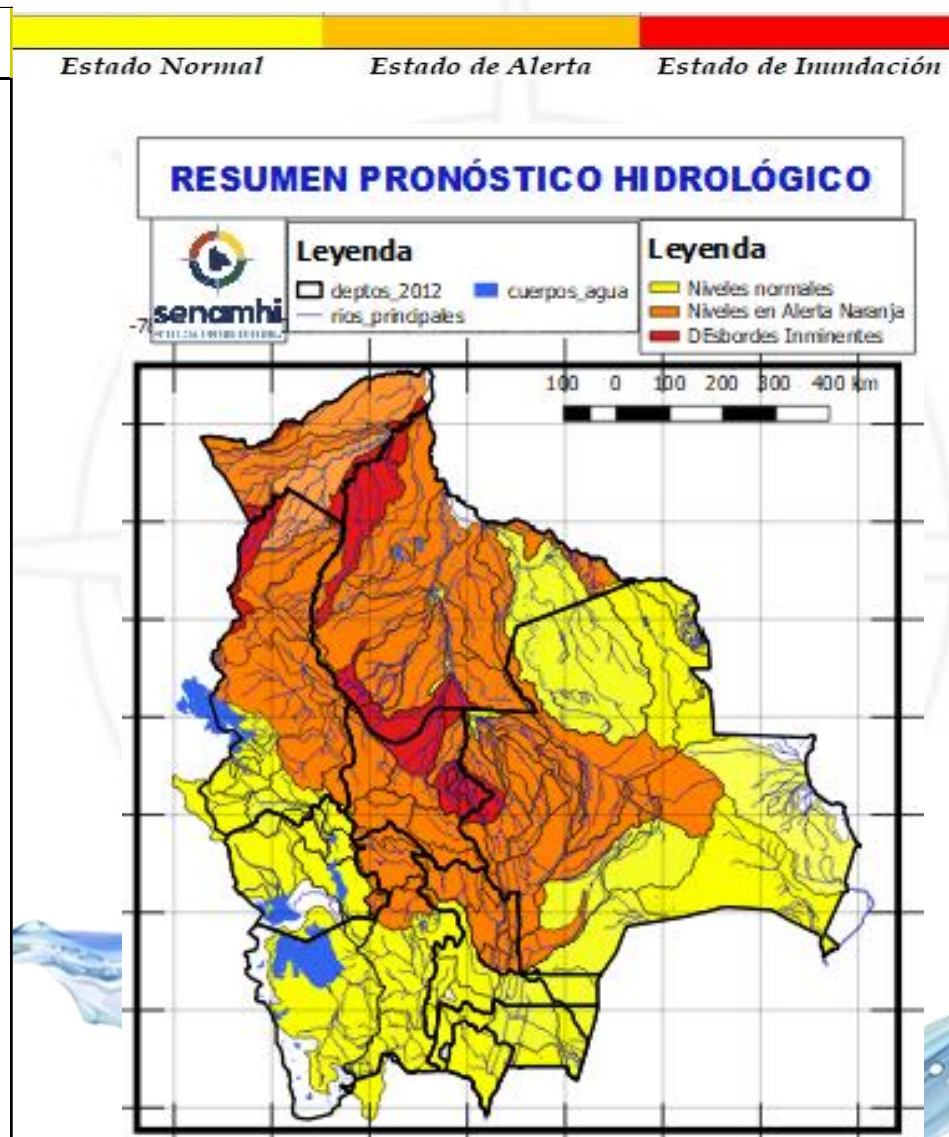 Estado Normal Estado de Alerta Estado de Inundación
RESUMEN PRONÓSTICO HIDROLÓGICO
senamhi
Leyenda
deptos_2012 cuerpos_agua
rios_principales
Leyenda
Niveles normales
Niveles en Alerta Naranja
DEsbordes Inminentes
100 0 100 200 300 400 km